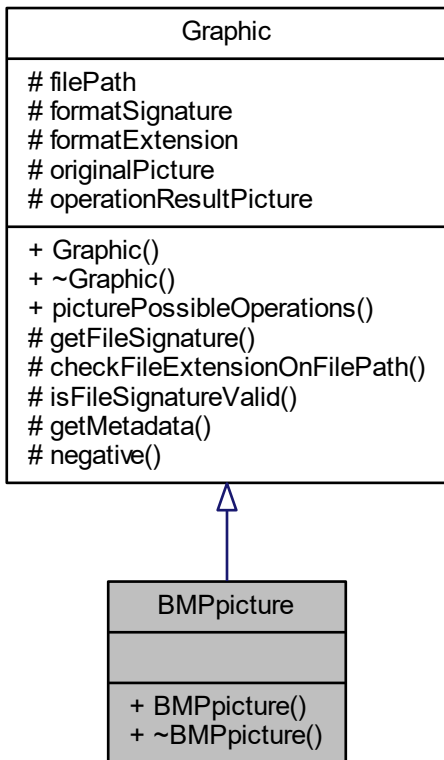 Graphic
# filePath
# formatSignature
# formatExtension
# originalPicture
# operationResultPicture
+ Graphic()
+ ~Graphic()
+ picturePossibleOperations()
# getFileSignature()
# checkFileExtensionOnFilePath()
# isFileSignatureValid()
# getMetadata()
# negative()
BMPpicture
+ BMPpicture()
+ ~BMPpicture()